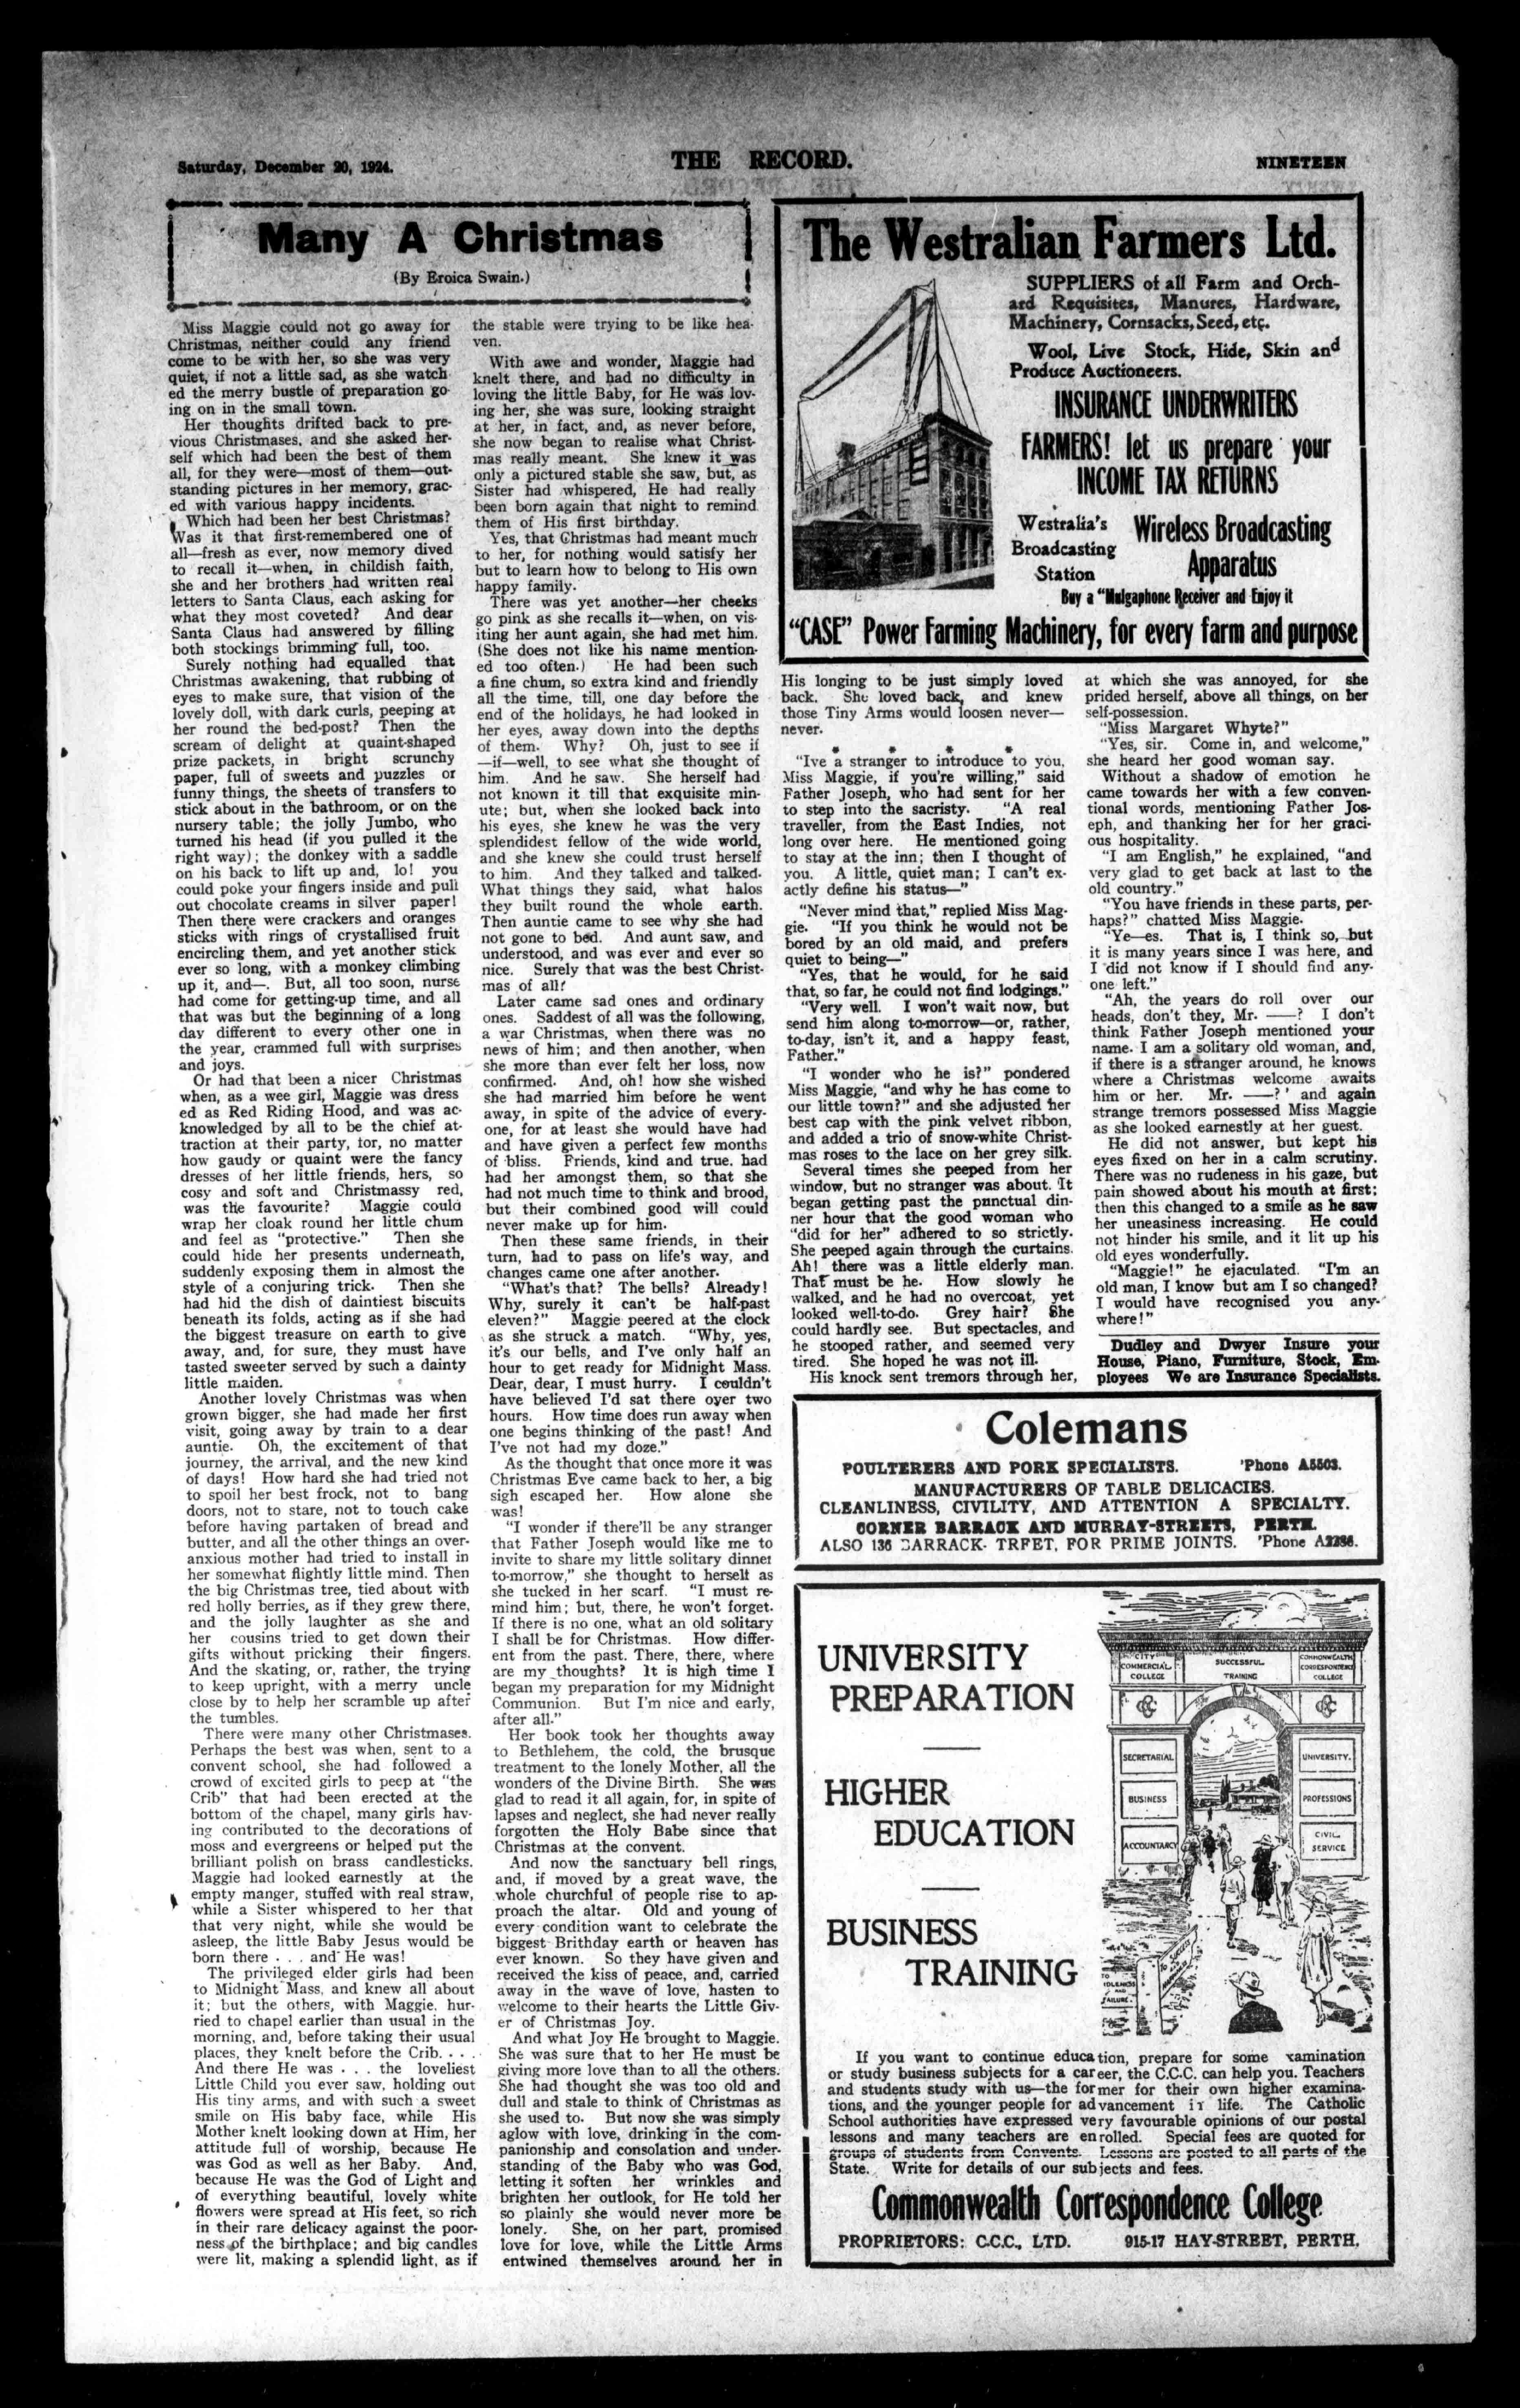 Saturday, December 20, 1924.
THE RECORD.
NINETEEN
Many A Christmas
(By Eroica Swain.)
Miss Maggie could not go away for
Christmas, neither could any friend
come to be with her, so she was very
quiet, if not a little sad, as she watch
ed the merry bustle of preparation go-
ing on in the small town.
Her thoughts drifted back to pre-
vious Christmases, and she asked her-
self which had been the best of them
all, for they were—most of them—out-
standing pictures in her memory, grac-
ed with various happy incidents.
Which had been her best Christmas?
Was it that first-remembered one of
all—fresh as ever, now memory dived
to recall it—when, in childish faith,
she and her brothers had written real
letters to Santa Claus, each asking for
what they most coveted? And dear
Santa Claus had answered by filling
both stockings brimming full, too.
Surely nothing had equalled that
Christmas awakening, that rubbing of
eyes to make sure, that vision of the
lovely doll, with dark curls, peeping at
her round the bed-post? Then the
scream of delight at quaint-shaped
prize packets, in bright scrunchy
paper, full of sweets and puzzles or
funny things, the sheets of transfers to
stick about in the bathroom, or on the
nursery table; the jolly Jumbo, who
turned his head (if you pulled it the
right way); the donkey with a saddle
on his back to lift up and, lo! you
could poke your fingers inside and pull
out chocolate creams in silver paper!
Then there were crackers and oranges
sticks with rings of crystallised fruit
encircling them, and yet another stick
ever so long, with a monkey climbing
up it, and—. But, all too soon, nurse
had come for getting-up time, and all
that was but the beginning of a long
day different to every other one in
the year, crammed full with surprises
and joys.
Or had that been a nicer Christmas
when, as a wee girl, Maggie was dress
ed as Red Riding Hood, and was ac-
knowledged by all to be the chief at-
traction at their party, for, no matter
how gaudy or quaint were the fancy
dresses of her little friends, hers, so
cosy and soft and Christmassy red,
was the favourite? Maggie could
wrap her cloak round her little chum
and feel as "protective." Then she
could hide her presents underneath,
suddenly exposing them in almost the
style of a conjuring trick. Then she
had hid the dish of daintiest biscuits
beneath its folds, acting as if she had
the biggest treasure on earth to give
away, and, for sure, they must have
tasted sweeter served by such a dainty
little maiden.
Another lovely Christmas was when
grown bigger, she had made her first
visit, going away by train to a dear
auntie. Oh, the excitement of that
journey, the arrival, and the new kind
of days! How hard she had tried not
to spoil her best frock, not to bang
doors, not to stare, not to touch cake
before having partaken of bread and
butter, and all the other things an over-
anxious mother had tried to install in
her somewhat flightly little mind. Then
the big Christmas tree, tied about with
red holly berries, as if they grew there,
and the jolly laughter as she and
her cousins tried to get down their
gifts without pricking their fingers.
And the skating, or, rather, the trying
to keep upright, with a merry uncle
close by to help her scramble up after
the tumbles.
There were many other Christmases.
Perhaps the best was when, sent to a
convent school, she had followed a
crowd of excited girls to peep at "the
Crib" that had been erected at the
bottom of the chapel, many girls hav-
ing contributed to the decorations of
moss and evergreens or helped put the
brilliant polish on brass candlesticks.
Maggie had looked earnestly at the
empty manger, stuffed with real straw,
while a Sister whispered to her that
that very night, while she would be
asleep, the little Baby Jesus would be
born there . . . and He was!
The privileged elder girls had been
to Midnight Mass, and knew all about
it; but the others, with Maggie, hur-
ried to chapel earlier than usual in the
morning, and, before taking their usual
places, they knelt before the Crib. . . .
And there He was . . . the loveliest
Little Child you ever saw, holding out
His tiny arms, and with such a sweet
smile on His baby face, while His
Mother knelt looking down at Him, her
attitude full of worship, because He
was God as well as her Baby. And,
because He was the God of Light and
of everything beautiful, lovely white
flowers were spread at His feet, so rich
in their rare delicacy against the poor-
ness of the birthplace; and big candles
were lit, making a splendid light, as if
the stable were trying to be like hea-
ven.
With awe and wonder, Maggie had
knelt there, and had no difficulty in
loving the little Baby, for He was lov-
ing her, she was sure, looking straight
at her, in fact, and, as never before,
she now began to realise what Christ-
mas really meant. She knew it was
only a pictured stable she saw, but, as
Sister had whispered, He had really
been born again that night to remind
them of His first birthday.
Yes, that Christmas had meant much
to her, for nothing would satisfy her
but to learn how to belong to His own
happy family.
There was yet another—her cheeks
go pink as she recalls it—when, on vis-
iting her aunt again, she had met him.
(She does not like his name mention-
ed too often.) He had been such
a fine chum, so extra kind and friendly
all the time, till, one day before the
end of the holidays, he had looked in
her eyes, away down into the depths
of them. Why? Oh, just to see if
—if—well, to see what she thought of
him. And he saw. She herself had
not known it till that exquisite min-
ute; but, when she looked back into
his eyes, she knew he was the very
splendidest fellow of the wide world,
and she knew she could trust herself
to him. And they talked and talked.
What things they said, what halos
they built round the whole earth.
Then auntie came to see why she had
not gone to bed. And aunt saw, and
understood, and was ever and ever so
nice. Surely that was the best Christ-
mas of all?
Later came sad ones and ordinary
ones. Saddest of all was the following,
a war Christmas, when there was no
news of him; and then another, when
she more than ever felt her loss, now
confirmed. And, oh! how she wished
she had married him before he went
away, in spite of the advice of every-
one, for at least she would have had
and have given a perfect few months
of bliss. Friends, kind and true, had
had her amongst them, so that she
had not much time to think and brood,
but their combined good will could
never make up for him.
Then these same friends, in their
turn, had to pass on life's way, and
changes came one after another.
"What's that? The bells? Already!
Why, surely it can't be half-past
eleven?" Maggie peered at the clock
as she struck a match. "Why, yes,
it's our bells, and I've only half an
hour to get ready for Midnight Mass.
Dear, dear, I must hurry. I couldn't
have believed I'd sat there over two
hours. How time does run away when
one begins thinking of the past! And
I've not had my doze."
As the thought that once more it was
Christmas Eve came back to her, a big
sigh escaped her. How alone she
was!
"I wonder if there'll be any stranger
that Father Joseph would like me to
invite to share my little solitary dinner
to-morrow," she thought to herself as
she tucked in her scarf. "I must re-
mind him; but, there, he won't forget.
If there is no one, what an old solitary
I shall be for Christmas. How differ-
ent from the past. There, there, where
are my thoughts? It is high time I
began my preparation for my Midnight
Communion. But I'm nice and early,
after all."
Her book took her thoughts away
to Bethlehem, the cold, the brusque
treatment to the lonely Mother, all the
wonders of the Divine Birth. She was
glad to read it all again, for, in spite of
lapses and neglect, she had never really
forgotten the Holy Babe since that
Christmas at the convent.
And now the sanctuary bell rings,
and, if moved by a great wave, the
whole churchful of people rise to ap-
proach the altar. Old and young of
every condition want to celebrate the
biggest Brithday earth or heaven has
ever known. So they have given and
received the kiss of peace, and, carried
away in the wave of love, hasten to
welcome to their hearts the Little Giv-
er of Christmas Joy.
And what Joy He brought to Maggie.
She was sure that to her He must be
giving more love than to all the others.
She had thought she was too old and
dull and stale to think of Christmas as
she used to. But now she was simply
aglow with love, drinking in the com-
panionship and consolation and under-
standing of the Baby who was God,
letting it soften her wrinkles and
brighten her outlook, for He told her
so plainly she would never more be
lonely. She, on her part, promised
love for love, while the Little Arms
entwined themselves around her in
The Westralian Farmers Ltd.
SUPPLIERS of all Farm and Orch-
ard Requisites, Manures, Hardware,
Machinery, Cornsacks, Seed, etc.
Wool, Live Stock, Hide, Skin and
Produce Auctioneers.
INSURANCE UNDERWRITERS
FARMERS! let us prepare your
INCOME TAX RETURNS
Westralia's
Broadcasting
Station
Wireless Broadcasting
Apparatus
Buy a "Mulgaphone Receiver and Enjoy it
"CASE" Power Farming Machinery, for every farm and purpose
His longing to be just simply loved
back. She loved back, and knew
those Tiny Arms would loosen never—
never.
* * * *
"Ive a stranger to introduce to you,
Miss Maggie, if you're willing," said
Father Joseph, who had sent for her
to step into the sacristy. "A real
traveller, from the East Indies, not
long over here. He mentioned going
to stay at the inn; then I thought of
you. A little, quiet man; I can't ex-
actly define his status—"
"Never mind that," replied Miss Mag-
gie. "If you think he would not be
bored by an old maid, and prefers
quiet to being—"
"Yes, that he would, for he said
that, so far, he could not find lodgings."
"Very well. I won't wait now, but
send him along to-morrow—or, rather,
to-day, isn't it, and a happy feast,
Father."
"I wonder who he is?" pondered
Miss Maggie, "and why he has come to
our little town?" and she adjusted her
best cap with the pink velvet ribbon,
and added a trio of snow-white Christ-
mas roses to the lace on her grey silk.
Several times she peeped from her
window, but no stranger was about. It
began getting past the punctual din-
ner hour that the good woman who
"did for her" adhered to so strictly.
She peeped again through the curtains.
Ah! there was a little elderly man.
That must be he. How slowly he
walked, and he had no overcoat, yet
looked well-to-do. Grey hair? She
could hardly see. But spectacles, and
he stooped rather, and seemed very
tired. She hoped he was not ill.
His knock sent tremors through her,
at which she was annoyed, for she
prided herself, above all things, on her
self-possession.
"Miss Margaret Whyte?"
"Yes, sir. Come in, and welcome,"
she heard her good woman say.
Without a shadow of emotion he
came towards her with a few conven-
tional words, mentioning Father Jos-
eph, and thanking her for her graci-
ous hospitality.
"I am English," he explained, "and
very glad to get back at last to the
old country."
"You have friends in these parts, per-
haps?" chatted Miss Maggie.
"Ye—es. That is, I think so, but
it is many years since I was here, and
I did not know if I should find any-
one left."
"Ah, the years do roll over our
heads, don't they, Mr. ——? I don't
think Father Joseph mentioned your
name. I am a solitary old woman, and,
if there is a stranger around, he knows
where a Christmas welcome awaits
him or her. Mr. ——?' and again
strange tremors possessed Miss Maggie
as she looked earnestly at her guest.
He did not answer, but kept his
eyes fixed on her in a calm scrutiny.
There was no rudeness in his gaze, but
pain showed about his mouth at first;
then this changed to a smile as he saw
her uneasiness increasing. He could
not hinder his smile, and it lit up his
old eyes wonderfully.
"Maggie!" he ejaculated. "I'm an
old man, I know but am I so changed?
I would have recognised you any-
where!"
Dudley and Dwyer Insure your
House, Piano, Furniture, Stock, Em-
ployees We are Insurance Specialists.
Colemans
POULTERERS AND PORK SPECIALISTS. 'Phone A5503.
MANUFACTURERS OF TABLE DELICACIES.
CLEANLINESS, CIVILITY, AND ATTENTION A SPECIALTY.
CORNER BARRACK AND MURRAY-STREETS, PERTH.
ALSO 136 BARRACK- TRFET, FOR PRIME JOINTS. 'Phone A2286.
UNIVERSITY
PREPARATION
HIGHER
EDUCATION
BUSINESS
TRAINING
CITY
COMMERCIAL
COLLEGE
SUCCESSFUL
TRAINING
COMMONWEALTH
CORRESPONDENCE
COLLEGE
SECRETARIAL
BUSINESS
ACCOUNTANCY
UNIVERSITY.
PROFESSIONS
CIVIL
SERVICE
TO
IDLENESS
AND
FAILURE.
TO SUCCESS
If you want to continue education, prepare for some xamination
or study business subjects for a career, the C.C.C. can help you. Teachers
and students study with us—the former for their own higher examina-
tions, and the younger people for advancement ir life. The Catholic
School authorities have expressed very favourable opinions of our postal
lessons and many teachers are enrolled. Special fees are quoted for
groups of students from Convents. Lessons are posted to all parts of the
State. Write for details of our subjects and fees.
Commonwealth Correspondence College
PROPRIETORS: C.C.C., LTD. 915-17 HAY-STREET, PERTH.